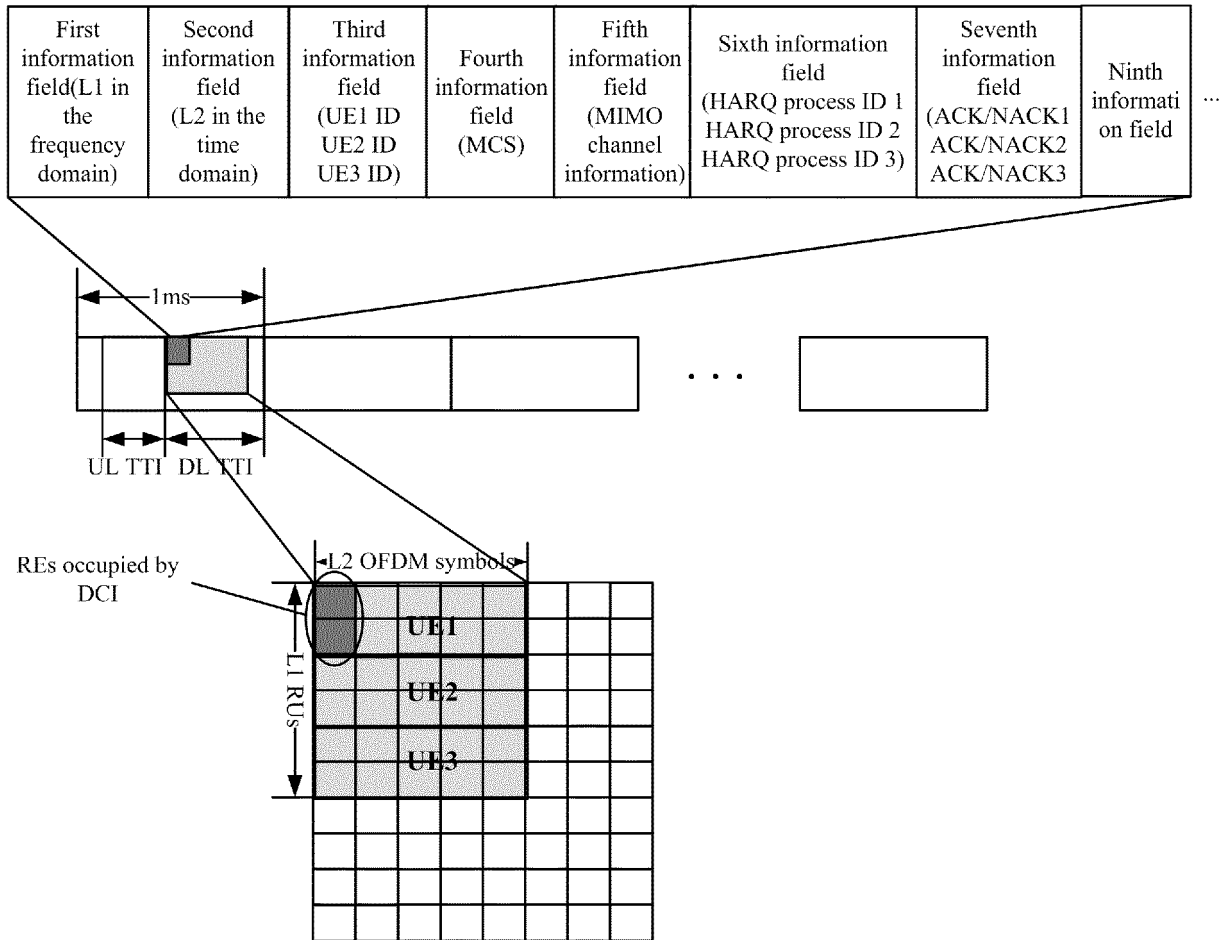 First
information
field(L1 in
the
frequency
domain)
Second
information
field
(L2 in the
time
domain)
Third
information
field
(UE1 ID
UE2 ID
UE3 ID)
Fourth
information
field
(MCS)
Fifth
information
field
(MIMO
channel
information)
Sixth information
field
(HARQ process ID 1
HARQ process ID 2
HARQ process ID 3)
Seventh
information
field
(ACK/NACK1
ACK/NACK2
ACK/NACK3
Ninth
informati
on field
...
1ms
. . .
UL TTI
DL TTI
REs occupied by
DCI
L2 OFDM symbols
L1 RUs
UE1
UE2
UE3